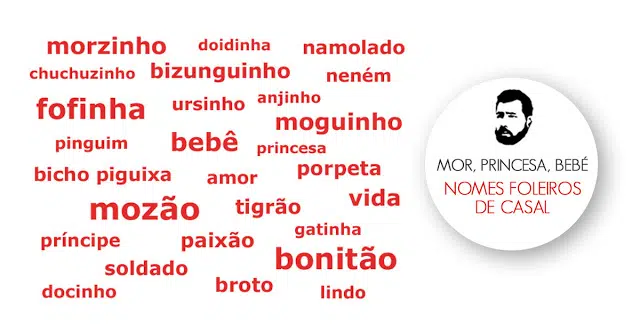 morzinho doidinha namolado
chuchuzinho bizunguinho neném
fofinha ursinho anjinho
moguinho
pinguim bebê princesa
bicho piguixa amor porpeta
mozão tigrão vida
príncipe paixão gatinha
soldado bonitão
docinho broto lindo
MOR, PRINCESA, BEBÉ
NOMES FOLEIROS
DE CASAL